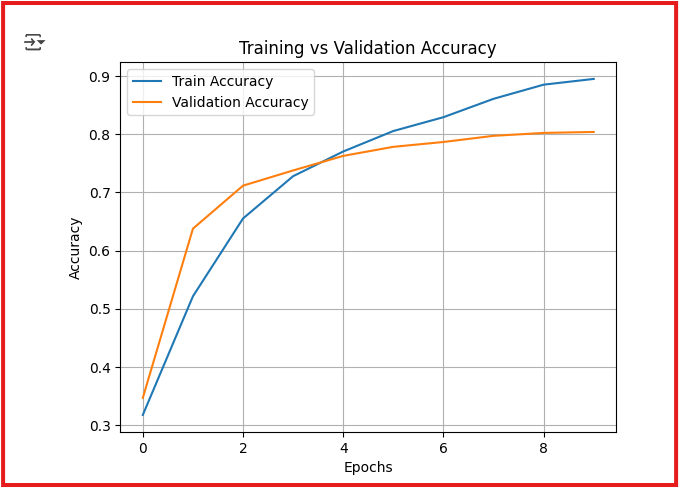 Training vs Validation Accuracy
Train Accuracy
Validation Accuracy
0.9
0.8
0.7
0.6
0.5
0.4
0.3
Accuracy
0 2 4 6 8
Epochs